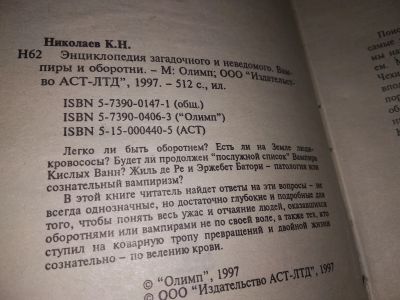 Николаев К.Н.
Н62 Энциклопедия загадочного и неведомого. Вам-
пиры и оборотни. – М: Олимп; ООО "Издательст-
во АСТ-ЛТД", 1997. - 512 с., ил.
ISBN 5-7390-0147-1 (общ.)
ISBN 5-7390-0406-3 ("Олимп")
ISBN 5-15-000440-5 (АСТ)
Легко ли быть оборотнем? Есть ли на Земле люди-
кровососы? Будет ли продолжен "послужной список" Вампира
Кислых Ванн? Жиль де Ре и Эржебет Батори - патология или
сознательный вампиризм?
В этой книге читатель найдет ответы на эти вопросы - не
всегда однозначные, но достаточно глубокие и подробные для
того, чтобы понять весь ужас и отчаяние людей, оказавшихся
оборотнями или вампирами не по своей воле, а также тех, кто
ступил на коварную тропу превращений и двойной жизни
сознательно - по велению крови.
© "Олимп", 1997
© ООО "Издательство АСТ-ЛТД", 1997
самые